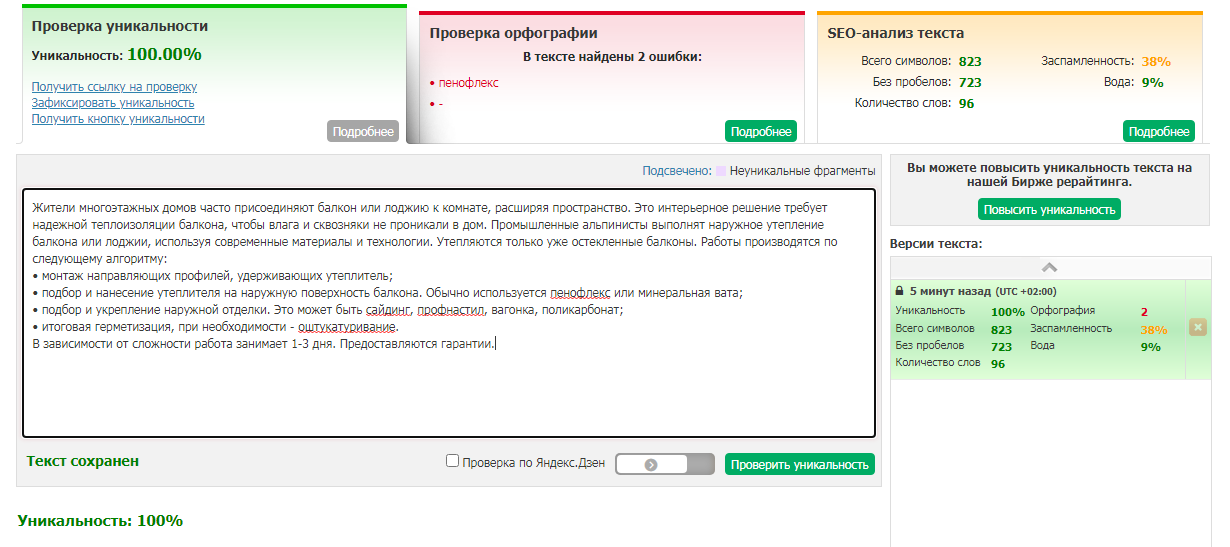 Проверка уникальности
Уникальность: 100.00%
Получить ссылку на проверку
Зафиксировать уникальность
Получить кнопку уникальности
Подробнее
Проверка орфографии
В тексте найдены 2 ошибки:
• пенофлекс
• -
Подробнее
SEO-анализ текста
Всего символов: 823 Заспамленность: 38%
Без пробелов: 723 Вода: 9%
Количество слов: 96
Подробнее
Подсвечено: Неуникальные фрагменты
Жители многоэтажных домов часто присоединяют балкон или лоджию к комнате, расширяя пространство. Это интерьерное решение требует
надежной теплоизоляции балкона, чтобы влага и сквозняки не проникали в дом. Промышленные альпинисты выполнят наружное утепление
балкона или лоджии, используя современные материалы и технологии. Утепляются только уже остекленные балконы. Работы производятся по
следующему алгоритму:
• монтаж направляющих профилей, удерживающих утеплитель;
• подбор и нанесение утеплителя на наружную поверхность балкона. Обычно используется пенофлекс или минеральная вата;
• подбор и укрепление наружной отделки. Это может быть сайдинг, профнастил, вагонка, поликарбонат;
• итоговая герметизация, при необходимости - оштукатуривание.
В зависимости от сложности работа занимает 1-3 дня. Предоставляются гарантии.
Текст сохранен
Проверка по Яндекс.Дзен
Проверить уникальность
Уникальность: 100%
Вы можете повысить уникальность текста на
нашей Бирже рерайтинга.
Повысить уникальность
Версии текста:
5 минут назад (UTC +02:00)
Уникальность 100% Орфография 2
Всего символов 823 Заспамленность 38%
Без пробелов 723 Вода 9%
Количество слов 96